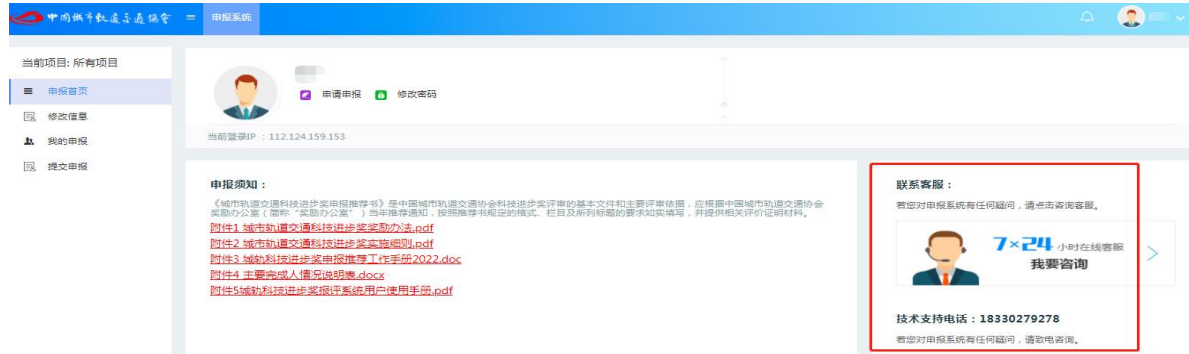 中国城市轨道交通协会
申报系统
当前项目: 所有项目
申报首页
修改信息
我的申报
提交申报
申请申报 修改密码
当前登录IP ：112.124.159.153
申报须知：
《城市轨道交通科技进步奖申报推荐书》是中国城市轨道交通协会科技进步奖评审的基本文件和主要评审依据，应根据中国城市轨道交通协会
奖励办公室（简称“奖励办公室”）当年推荐通知，按照推荐书规定的格式、栏目及所列标题的要求如实填写，并提供相关评价证明材料。
附件1 城市轨道交通科技进步奖奖励办法.pdf
附件2 城市轨道交通科技进步奖实施细则.pdf
附件3 城轨科技进步奖申报推荐工作手册2022.doc
附件4 主要完成人情况说明表.docx
附件5城轨科技进步奖报评系统用户使用手册.pdf
联系客服：
若您对申报系统有任何疑问，请点击咨询客服。
7×24 小时在线客服
我要咨询
技术支持电话：18330279278
若您对申报系统有任何疑问，请致电咨询。